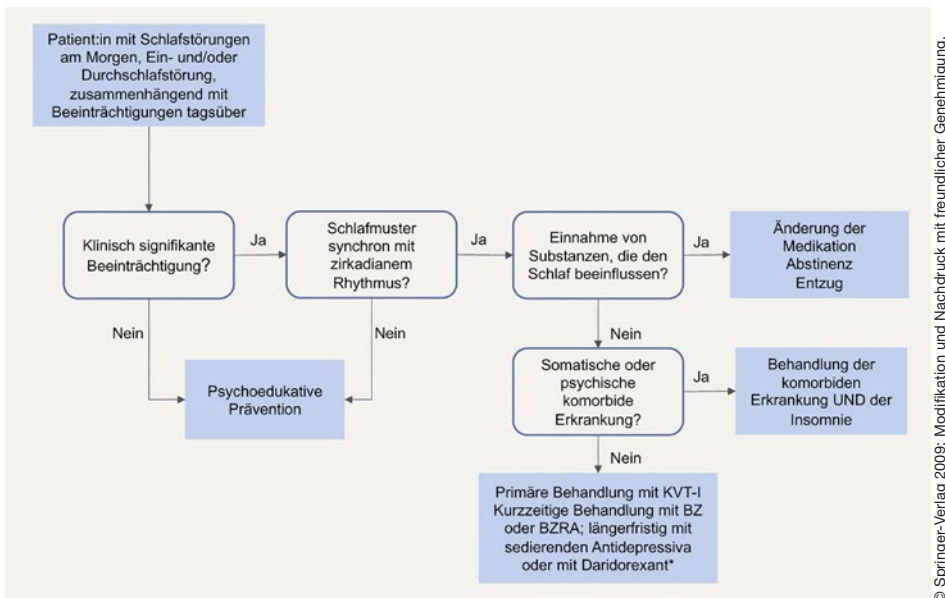 Patient:in mit Schlafstörungen
am Morgen, Ein- und/oder
Durchschlafstörung,
zusammenhängend mit
Beeinträchtigungen tagsüber
Klinisch signifikante
Beeinträchtigung?
Ja
Schlafmuster
synchron mit
zirkadianem
Rhythmus?
Ja
Einnahme von
Substanzen, die den
Schlaf beeinflussen?
Ja
Änderung der
Medikation
Abstinenz
Entzug
Nein
Nein
Psychoedukative
Prävention
Nein
Somatische oder
psychische
komorbide
Erkrankung?
Ja
Behandlung der
komorbiden
Erkrankung UND der
Insomnie
Nein
Primäre Behandlung mit KVT-I
Kurzzeitige Behandlung mit BZ
oder BZRA; längerfristig mit
sedierenden Antidepressiva
oder mit Daridorexant*
© Springer-Verlag 2009: Modifikation und Nachdruck mit freundlicher Genehmigung.